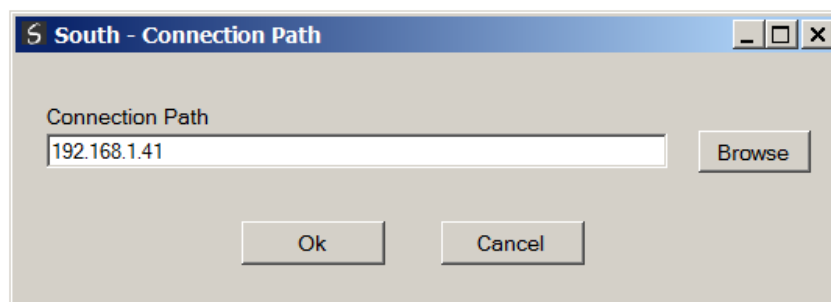 South - Connection Path
Connection Path
192.168.1.41
Browse
Ok
Cancel